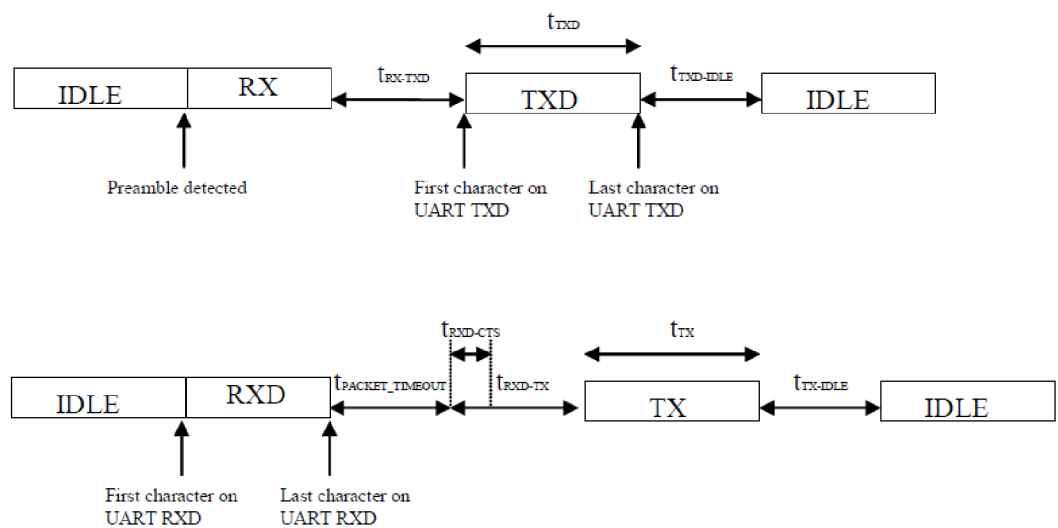 tTXD
tRX-TXD
tTXD-IDLE
IDLE
RX
TXD
IDLE
Preamble detected
First character on
UART TXD
Last character on
UART TXD
tRXD-CTS
tTX
tPACKET_TIMEOUT
tRXD-TX
tTX-IDLE
IDLE
RXD
TX
IDLE
First character on
UART RXD
Last character on
UART RXD